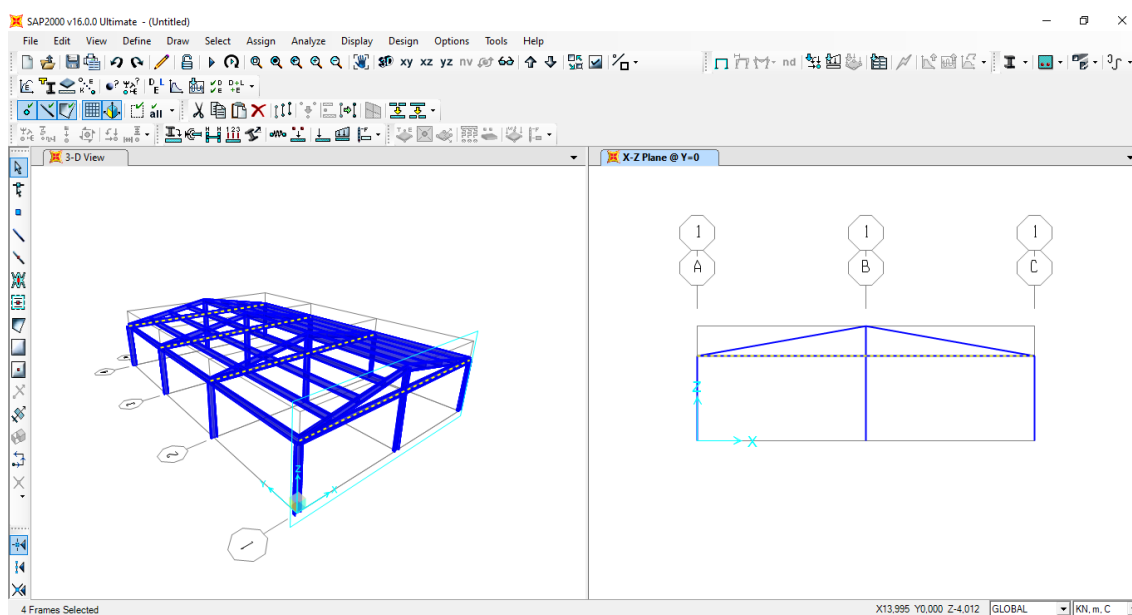 SAP2000 v16.0.0 Ultimate - (Untitled)
File Edit View Define Draw Select Assign Analyze Display Design Options Tools Help
3D xy xz yz nv nd
all
3-D View
X-Z Plane @ Y=0
1 1 1
A B C
Z
X
Z
Y X
2
1
4 Frames Selected
X13,995 Y0,000 Z-4,012 GLOBAL KN, m, C